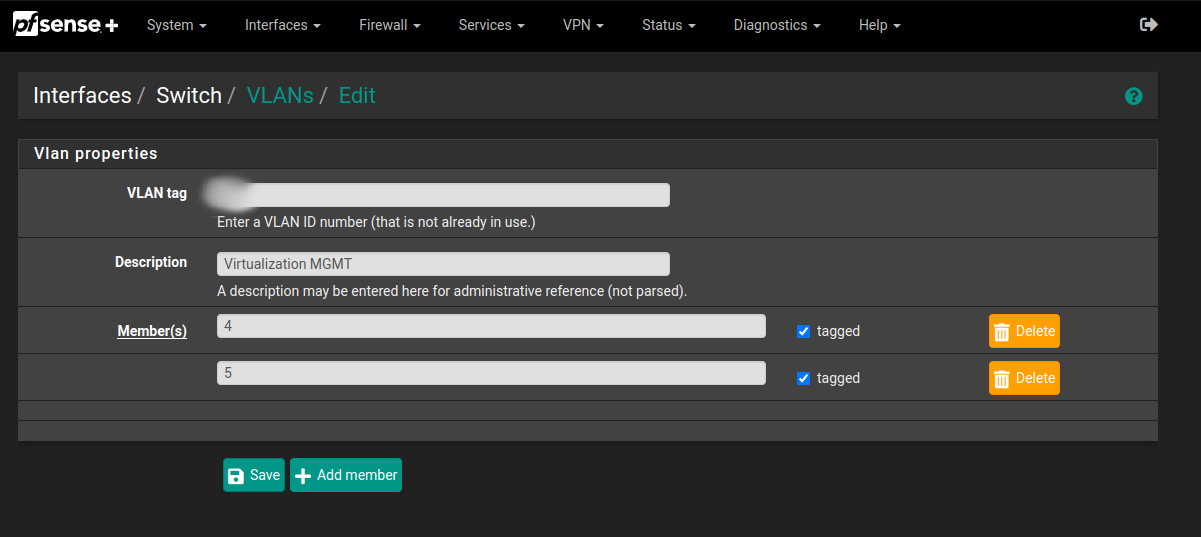 pfsense+ System Interfaces Firewall Services VPN Status Diagnostics Help
Interfaces / Switch / VLANs / Edit
Vlan properties
VLAN tag
Enter a VLAN ID number (that is not already in use.)
Description Virtualization MGMT
A description may be entered here for administrative reference (not parsed).
Member(s) 4 tagged Delete
5 tagged Delete
Save Add member